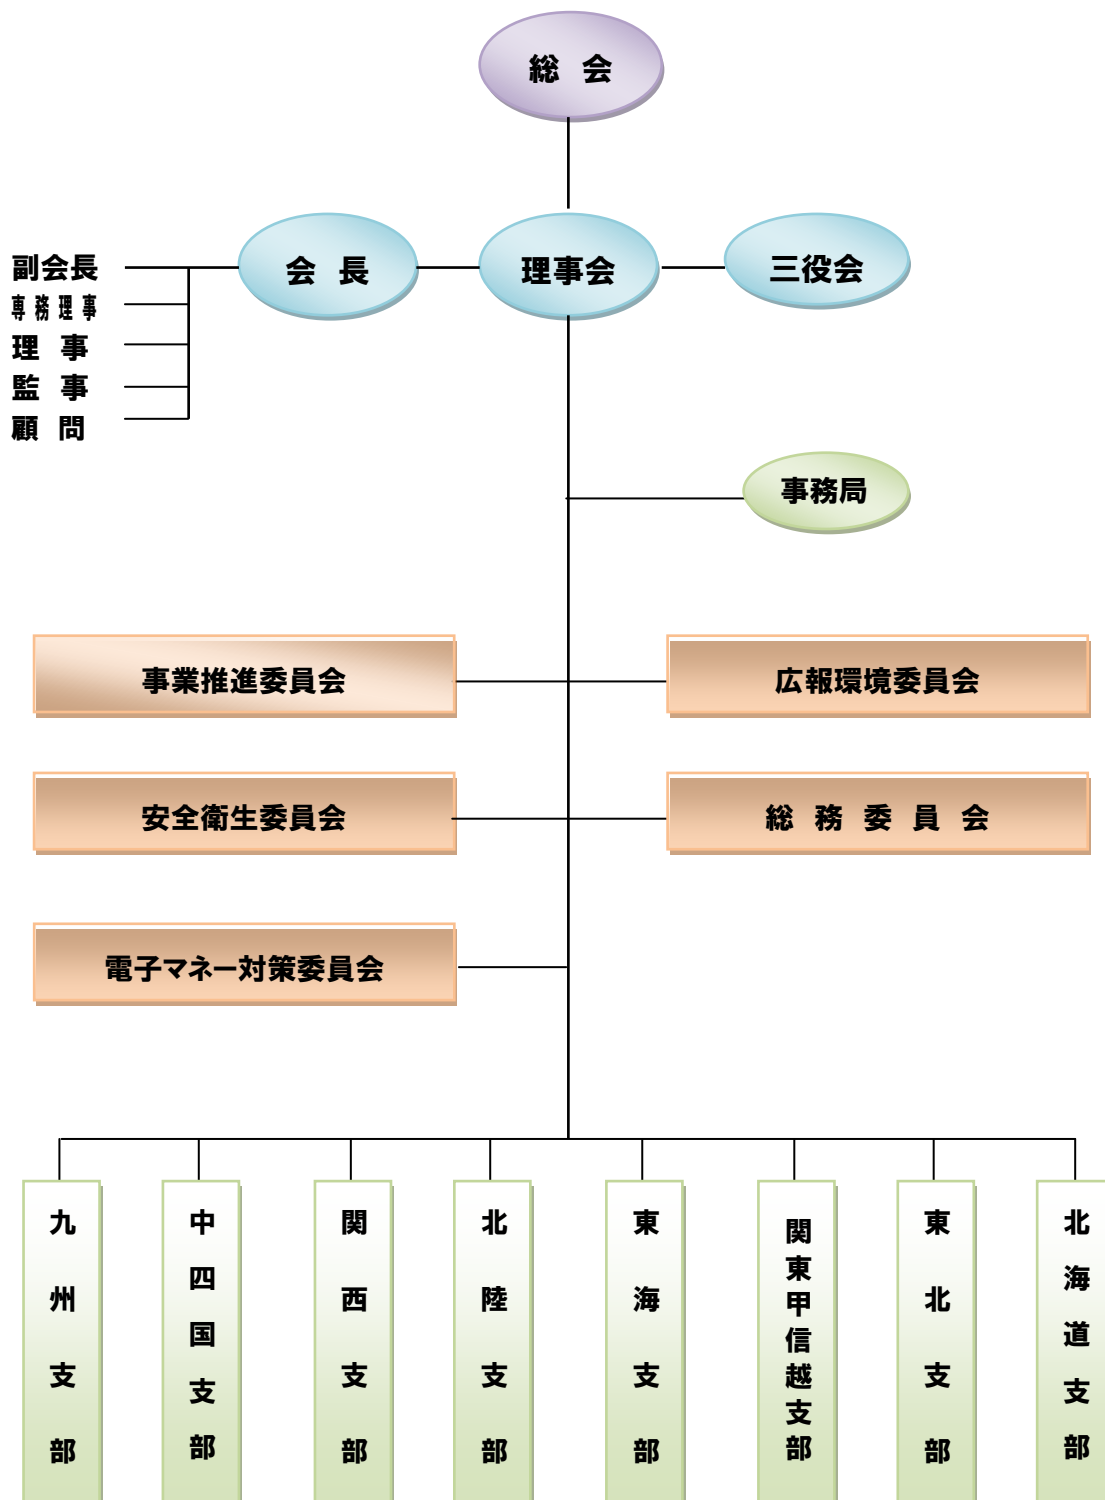 総 会
会 長
理事会
三役会
副会長
専務理事
理 事
監 事
顧 問
事務局
事業推進委員会
広報環境委員会
安全衛生委員会
総務委員会
電子マネー対策委員会
九州支部
中四国支部
関西支部
北陸支部
東海支部
関東甲信越支部
東北支部
北海道支部